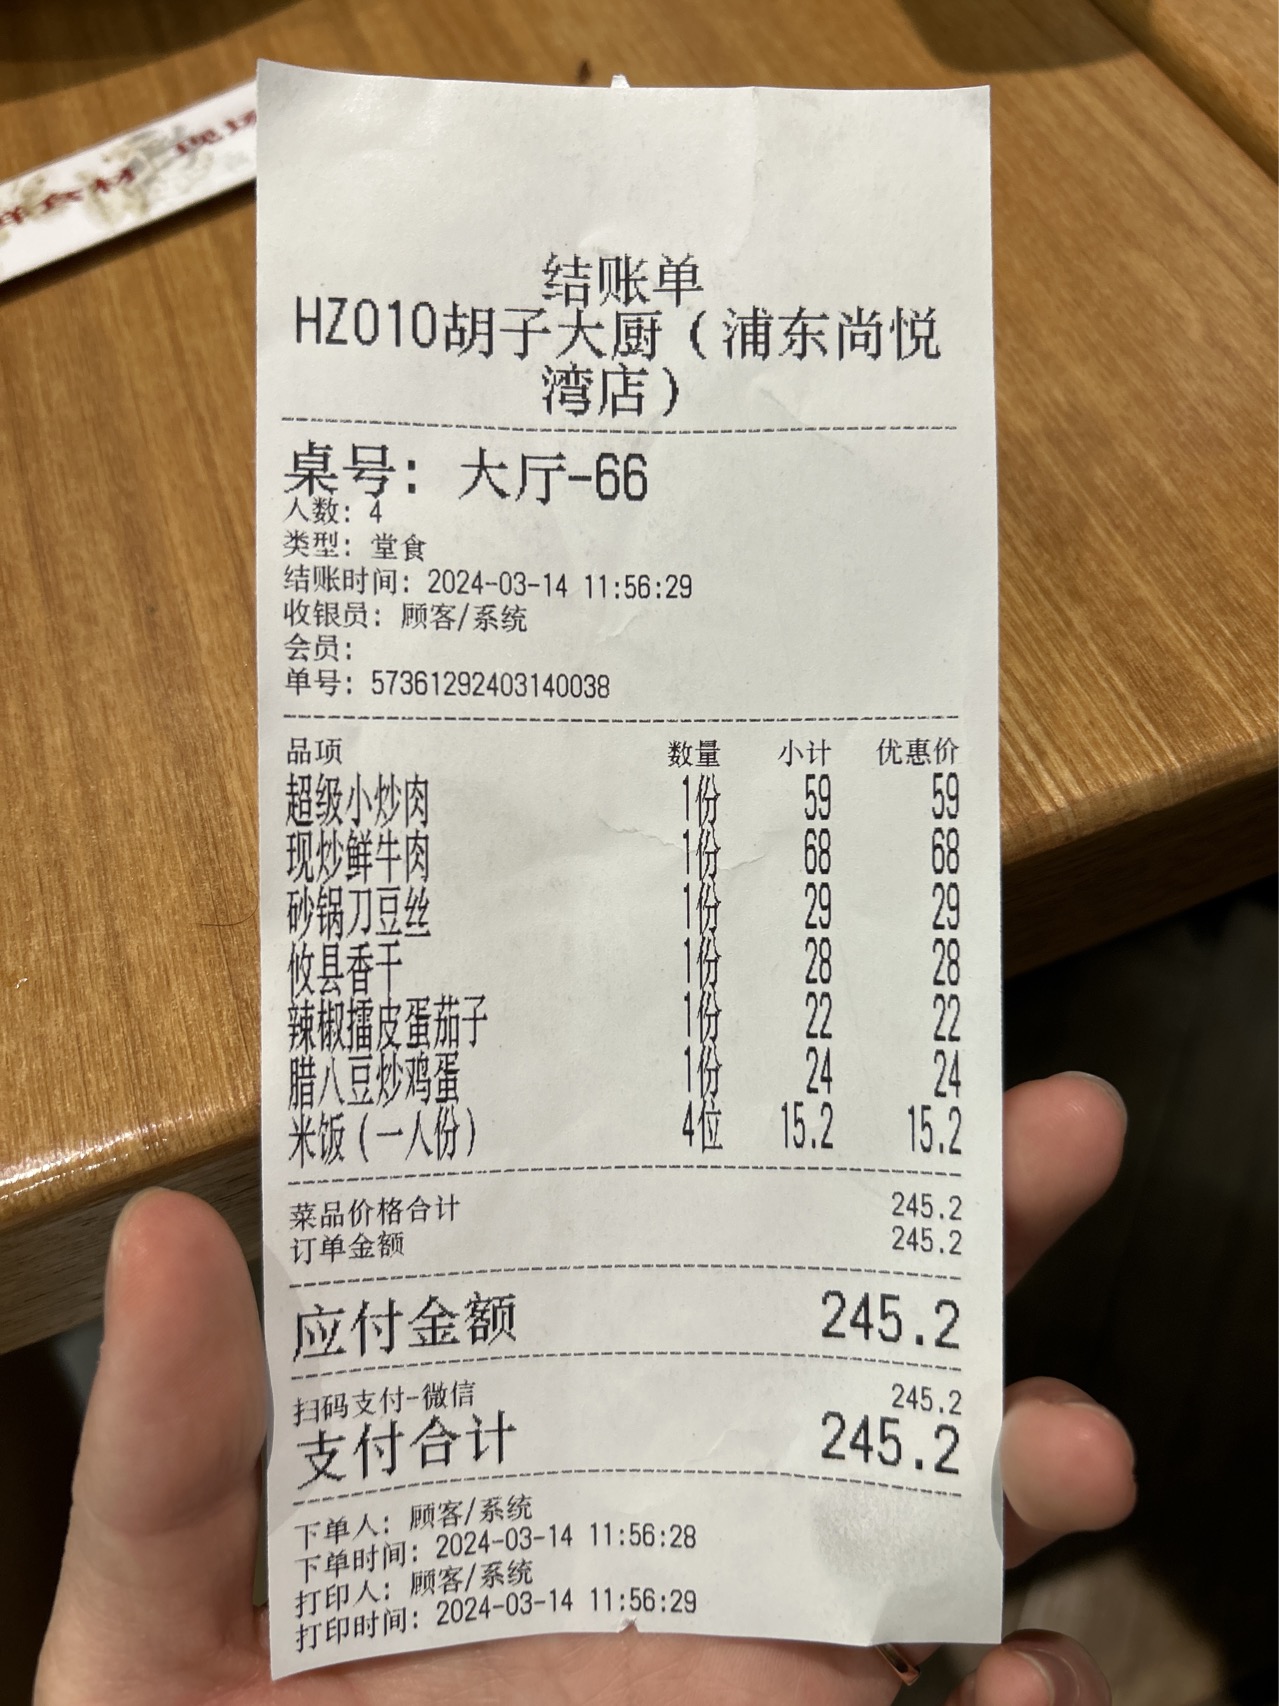 结账单
HZ010胡子大厨（浦东尚悦
湾店）
桌号：大厅-66
人数：4
类型：堂食
结账时间：2024-03-14 11:56:29
收银员：顾客/系统
会员：
单号：57361292403140038
品项 数量 小计 优惠价
超级小炒肉 1份 59 59
现炒鲜牛肉 1份 68 68
砂锅刀豆丝 1份 29 29
攸县香干 1份 28 28
辣椒擂皮蛋茄子 1份 22 22
腊八豆炒鸡蛋 1份 24 24
米饭（一人份） 4位 15.2 15.2
菜品价格合计 245.2
订单金额 245.2
应付金额 245.2
扫码支付-微信 245.2
支付合计 245.2
下单人：顾客/系统
下单时间：2024-03-14 11:56:28
打印人：顾客/系统
打印时间：2024-03-14 11:56:29